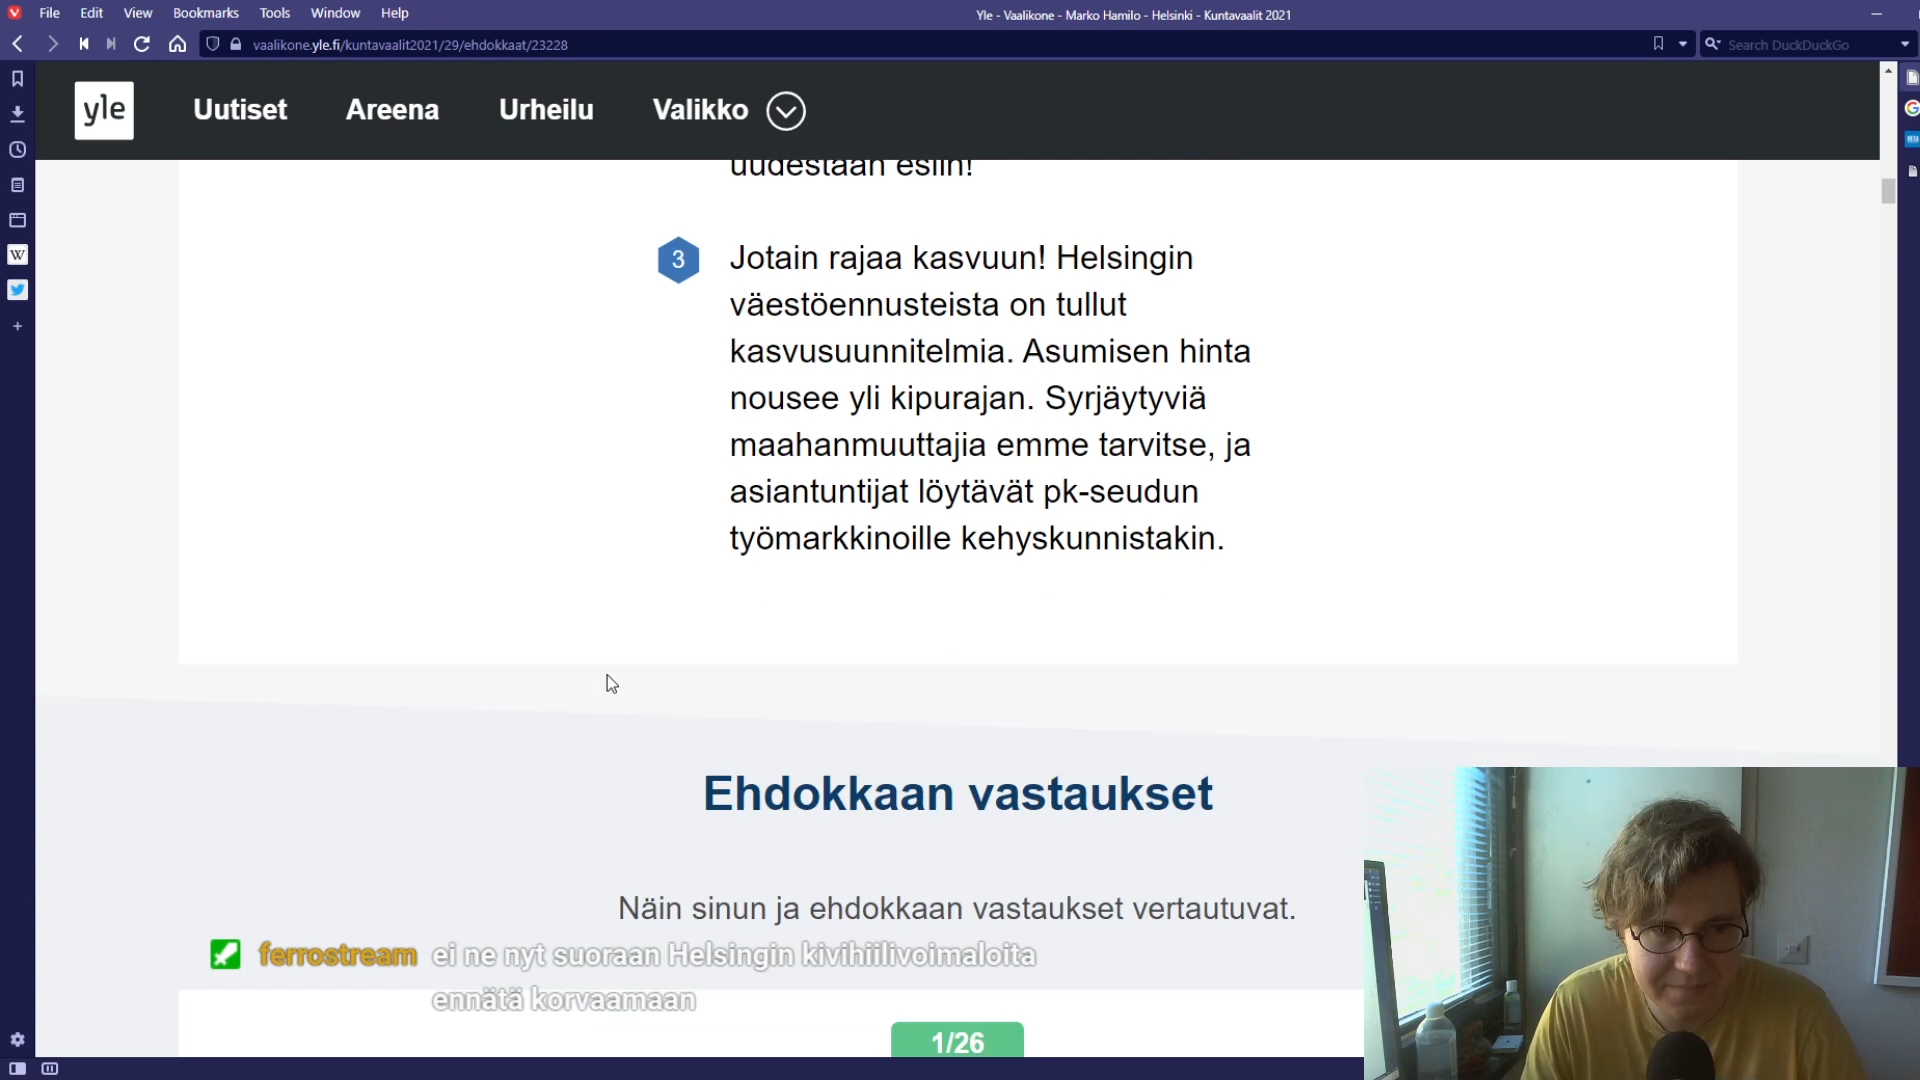 File Edit View Bookmarks Tools Window Help
Yle - Vaalikone - Marko Hamilo - Helsinki - Kuntavaalit 2021
vaalikone.yle.fi/kuntavaalit2021/29/ehdokkaat/23228
Search DuckDuckGo
yle Uutiset Areena Urheilu Valikko
uudestaan esiin!
3 Jotain rajaa kasvuun! Helsingin
väestöennusteista on tullut
kasvusuunnitelmia. Asumisen hinta
nousee yli kipurajan. Syrjäytyviä
maahanmuuttajia emme tarvitse, ja
asiantuntijat löytävät pk-seudun
työmarkkinoille kehyskunnistakin.
W
Ehdokkaan vastaukset
Näin sinun ja ehdokkaan vastaukset vertautuvat.
ferrostream ei ne nyt suoraan Helsingin kivihiilivoimaloita
ennätä korvaamaan
1/26